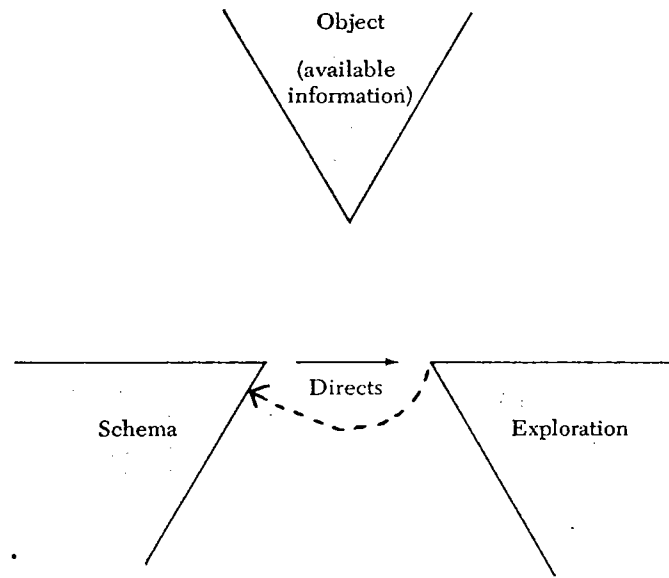 Object
(available
information)
Directs
Schema
Exploration